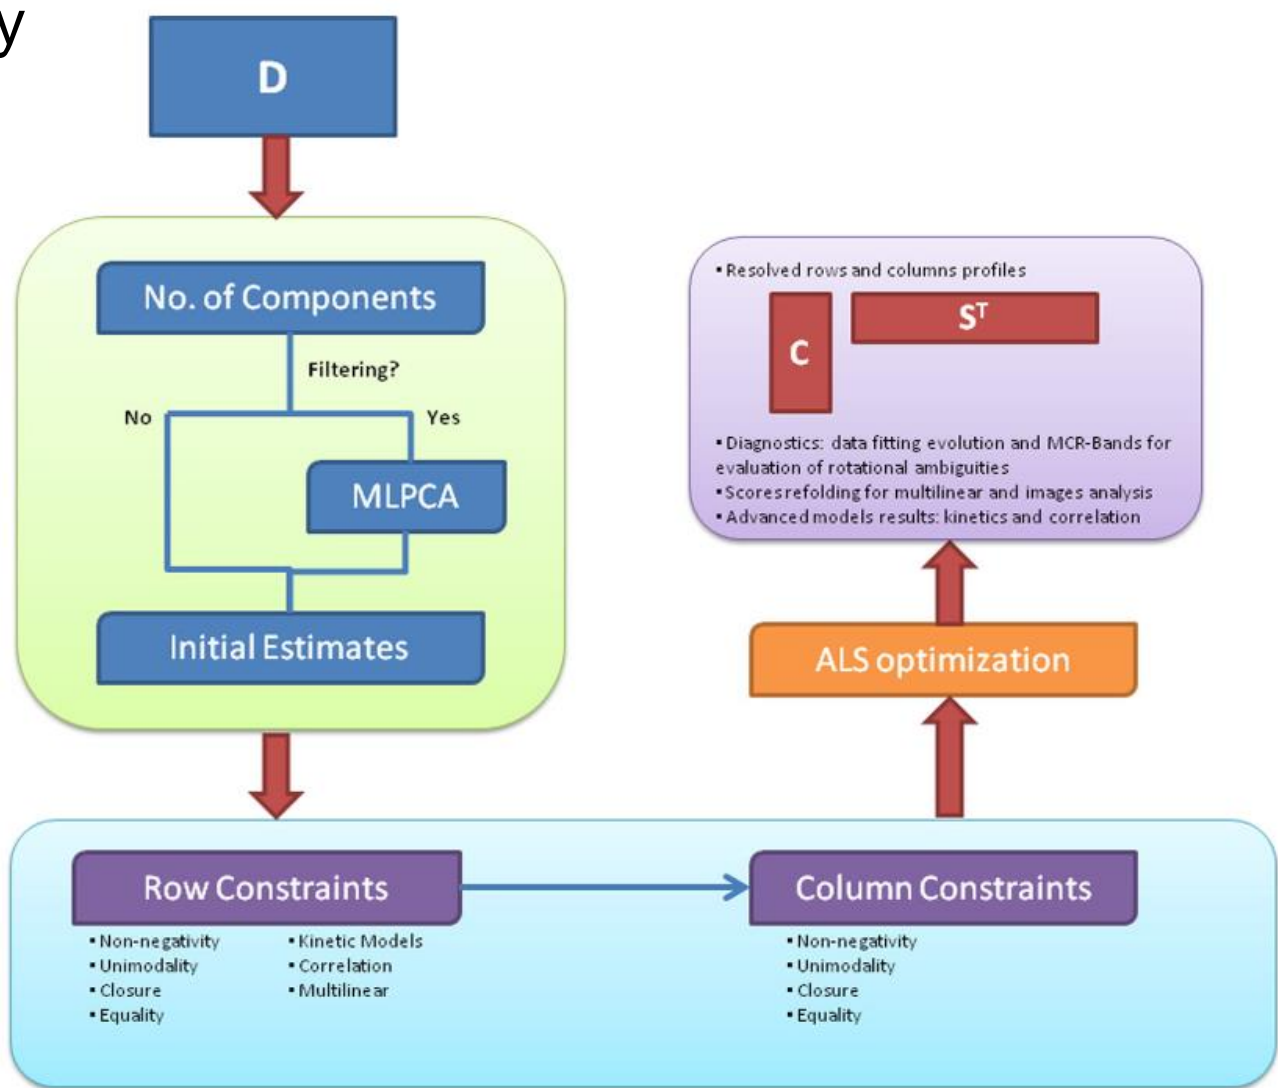 y
D
No. of Components
Filtering?
No
Yes
MLPCA
Initial Estimates
Row Constraints
▪ Non-negativity
▪ Unimodality
▪ Closure
▪ Equality
▪ Kinetic Models
▪ Correlation
▪ Multilinear
Column Constraints
▪ Non-negativity
▪ Unimodality
▪ Closure
▪ Equality
ALS optimization
▪ Resolved rows and columns profiles
C
Sᵀ
▪ Diagnostics: data fitting evolution and MCR-Bands for
evaluation of rotational ambiguities
▪ Scores refolding for multilinear and images analysis
▪ Advanced models results: kinetics and correlation